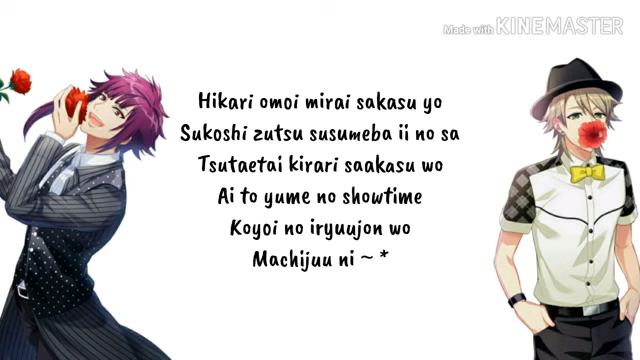 Made with KINEMASTER
Hikari omoi mirai sakasu yo
Sukoshi zutsu susumeba ii no sa
Tsutaetai kirari saakasu wo
Ai to yume no showtime
Koyoi no iryuujon wo
Machijuu ni ~ *